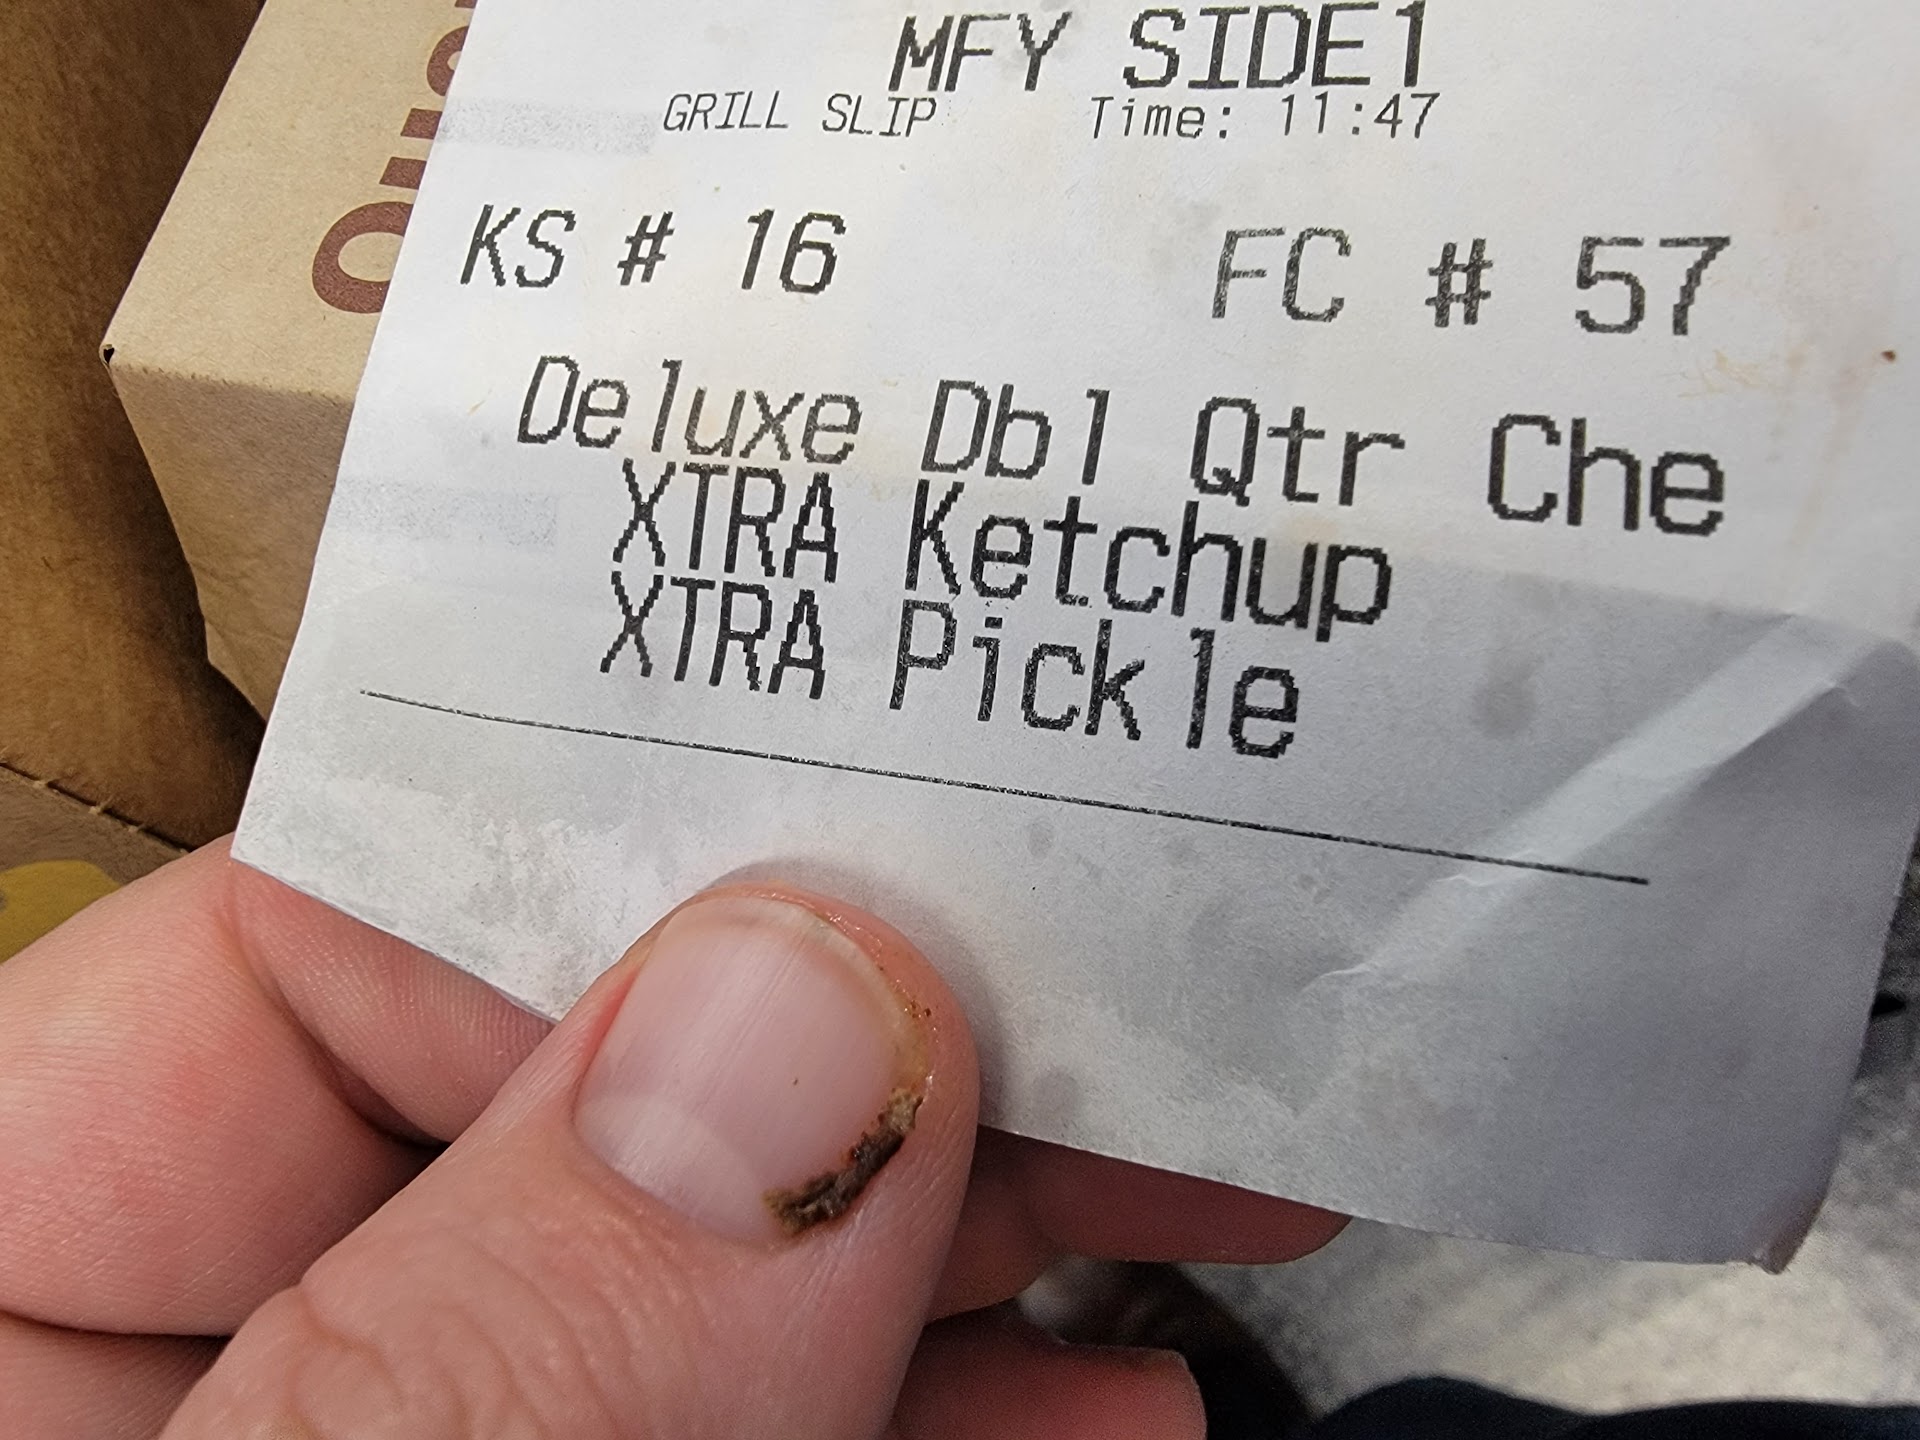 MFY SIDE1
GRILL SLIP Time: 11:47
KS # 16 FC # 57
Deluxe Dbl Qtr Che
XTRA Ketchup
XTRA Pickle